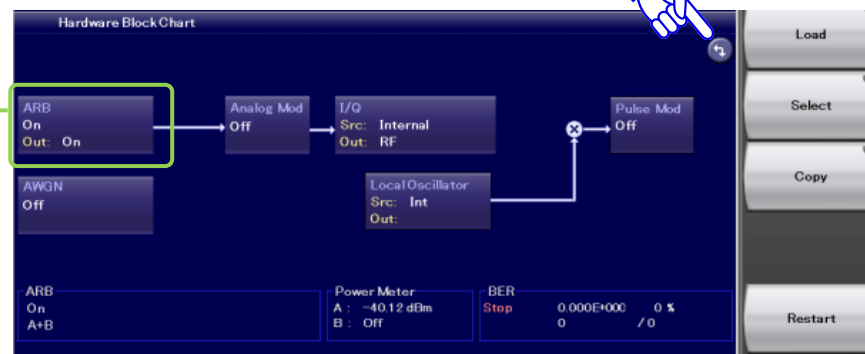 Hardware Block Chart
Load
Select
Copy
Restart
ARB
On
Out: On
Analog Mod
Off
I/Q
Src: Internal
Out: RF
Pulse Mod
Off
AWGN
Off
Local Oscillator
Src: Int
Out:
ARB
On
A+B
Power Meter
A : -40.12 dBm
B : Off
BER
Stop 0.000E+000 0 %
0 / 0